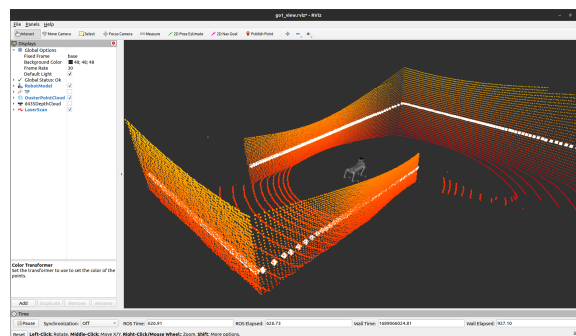 go1_view.rviz* - RViz
File Panels Help
Interact Move Camera Select Focus Camera Measure 2D Pose Estimate 2D Nav Goal Publish Point
Displays
Global Options
Fixed Frame base
Background Color 48; 48; 48
Frame Rate 30
Default Light
Global Status: Ok
RobotModel
TF
OusterPointCloud
d435DepthCloud
LaserScan
Color Transformer
Set the transformer to use to set the color of the
points.
Add Duplicate Remove Rename
Time
Pause Synchronization: Off ROS Time: 626.91 ROS Elapsed: 626.73 Wall Time: 1689066024.81 Wall Elapsed: 927.10
Reset Left-Click: Rotate. Middle-Click: Move X/Y. Right-Click/Mouse Wheel: Zoom. Shift: More options.